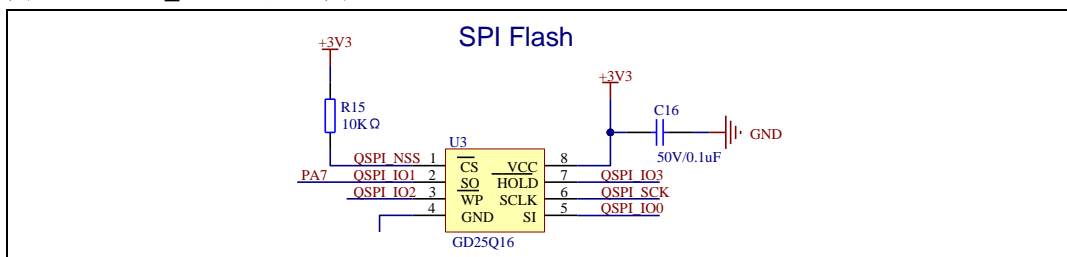 SPI Flash
+3V3
+3V3
R15
10KΩ
C16
GND
50V/0.1uF
U3
QSPI_NSS 1 CS VCC 8
PA7 QSPI_IO1 2 SO HOLD 7 QSPI_IO3
QSPI_IO2 3 WP SCLK 6 QSPI_SCK
4 GND SI 5 QSPI_IO0
GD25Q16